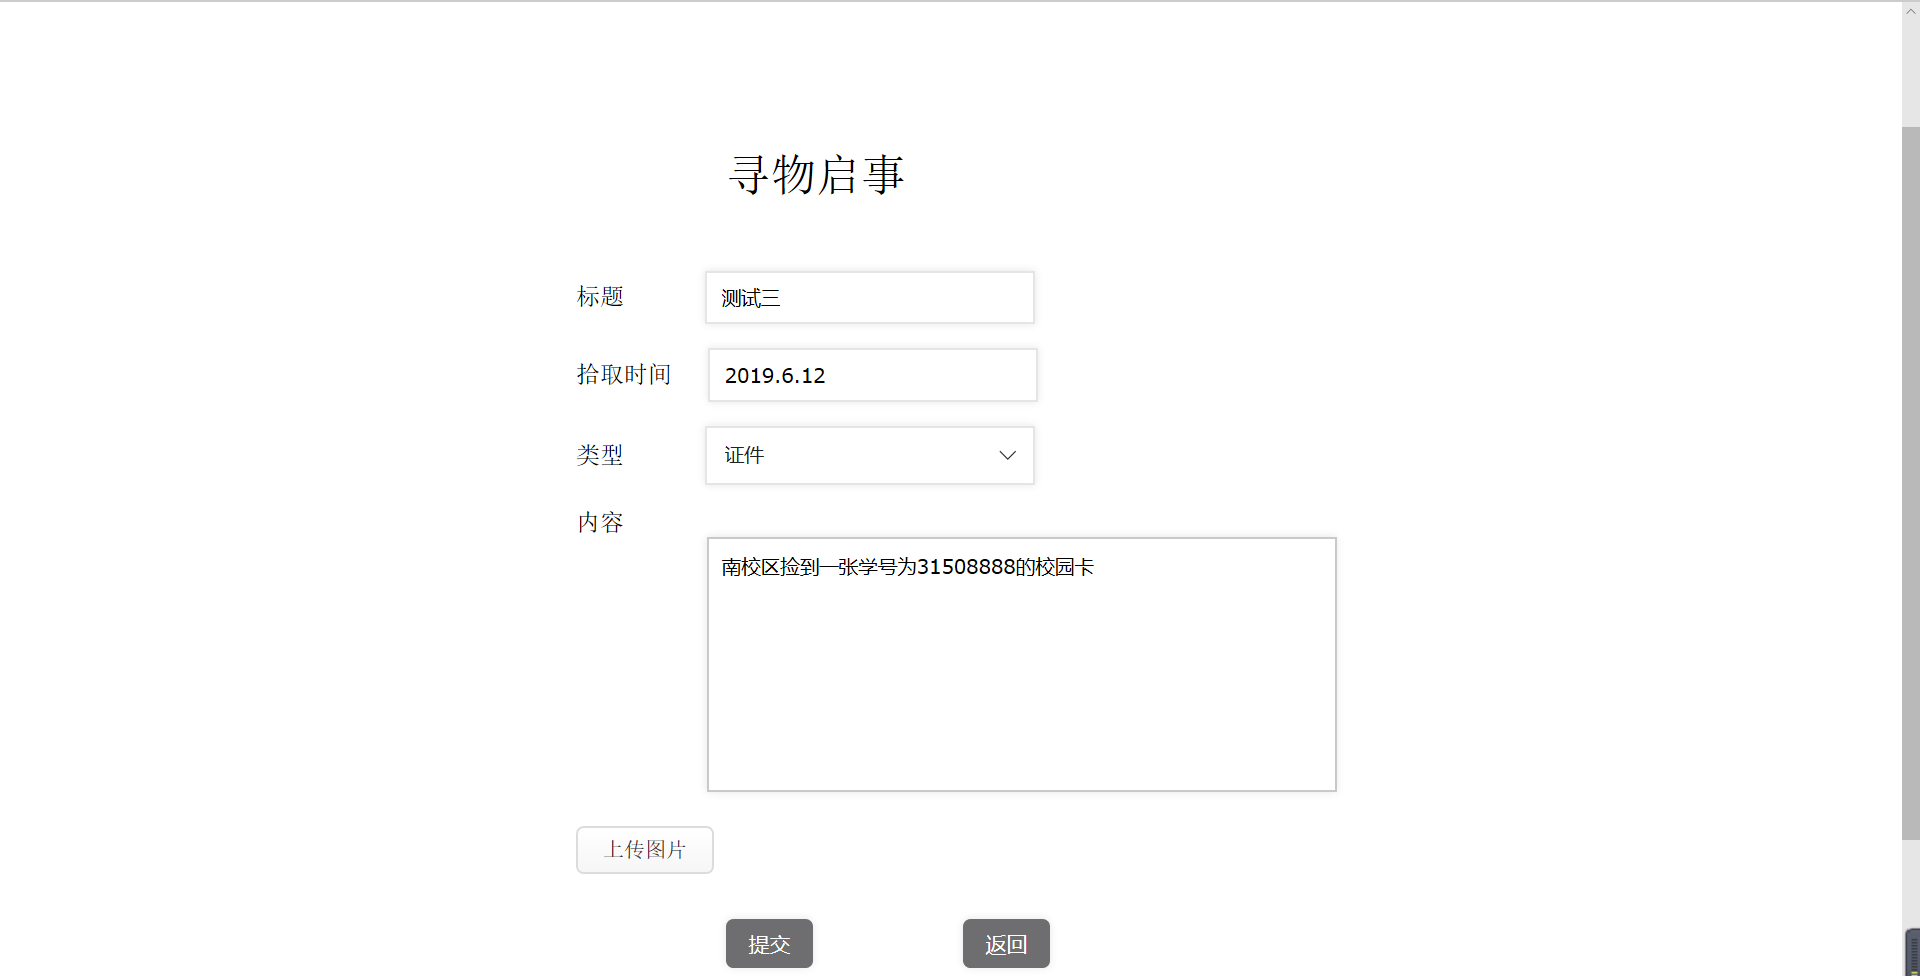 寻物启事
标题
测试三
拾取时间
2019.6.12
类型
证件
内容
南校区捡到一张学号为31508888的校园卡
上传图片
提交
返回